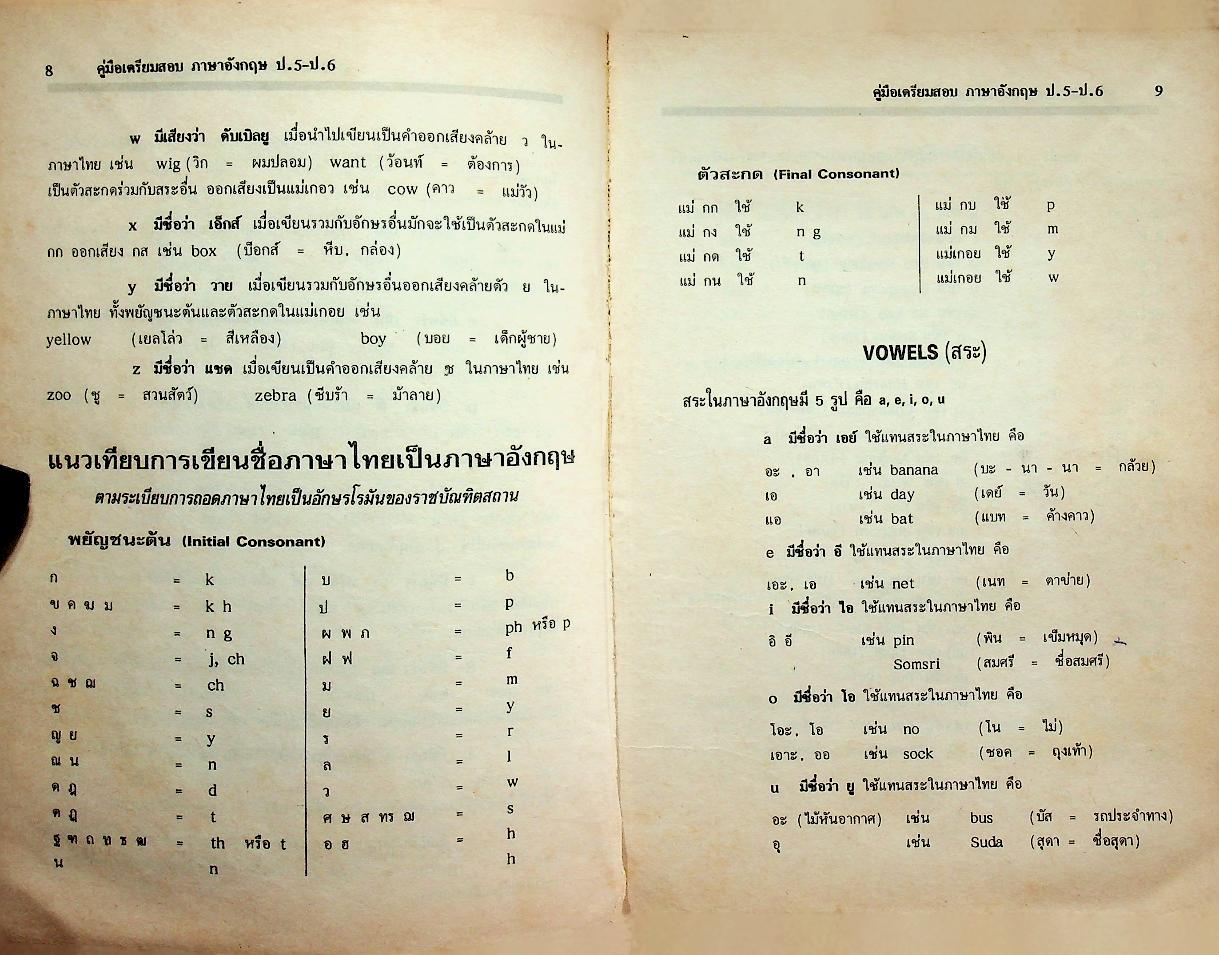 8 คู่มือเตรียมสอบ ภาษาอังกฤษ ป.5-ป.6
w มีเสียงว่า ดับเบิลยู เมื่อนำไปเขียนเป็นคำออกเสียงคล้าย ว ใน-
ภาษาไทย เช่น wig (วิก = ผมปลอม) want (ว้อนท์ = ต้องการ)
เป็นตัวสะกดร่วมกับสระอื่น ออกเสียงเป็นแม่เกอว เช่น cow (คาว = แม่วัว)
x มีชื่อว่า เอ็กส์ เมื่อเขียนรวมกับอักษรอื่นมักจะใช้เป็นตัวสะกดในแม่
กก ออกเสียง กส เช่น box (บ็อกส์ = หีบ, กล่อง)
y มีชื่อว่า วาย เมื่อเขียนรวมกับอักษรอื่นออกเสียงคล้ายตัว ย ใน-
ภาษาไทย ทั้งพยัญชนะต้นและตัวสะกดในแม่เกอย เช่น
yellow (เยลโล่ว = สีเหลือง) boy (บอย = เด็กผู้ชาย)
z มีชื่อว่า แซด เมื่อเขียนเป็นคำออกเสียงคล้าย ซ ในภาษาไทย เช่น
zoo (ซู = สวนสัตว์) zebra (ซีบร้า = ม้าลาย)
แนวเทียบการเขียนชื่อภาษาไทยเป็นภาษาอังกฤษ
ตามระเบียบการถอดภาษาไทยเป็นอักษรโรมันของราชบัณฑิตสถาน
พยัญชนะต้น (Initial Consonant)
ก = k บ = b
ข ค ฆ ม = k h ป = p
ง = n g ผ พ ภ = ph หรือ p
จ = j, ch ฝ ฟ = f
ฉ ช ฌ = ch ม = m
ซ = s ย = y
ญ ย = y ร = r
ณ น = n ล = l
ด ฎ = d ว = w
ต ฏ = t ศ ษ ส ทร ฌ = s
ฐ ฑ ถ ท ธ ฒ = th หรือ t อ ฮ = h
น n h
คู่มือเตรียมสอบ ภาษาอังกฤษ ป.5-ป.6 9
ตัวสะกด (Final Consonant)
แม่ กก ใช้ k แม่ กบ ใช้ p
แม่ กง ใช้ n g แม่ กม ใช้ m
แม่ กด ใช้ t แม่เกอย ใช้ y
แม่ กน ใช้ n แม่เกอย ใช้ w
VOWELS (สระ)
สระในภาษาอังกฤษมี 5 รูป คือ a, e, i, o, u
a มีชื่อว่า เอย์ ใช้แทนสระในภาษาไทย คือ
อะ , อา เช่น banana (บะ - นา - นา = กล้วย)
เอ เช่น day (เดย์ = วัน)
แอ เช่น bat (แบท = ค้างคาว)
e มีชื่อว่า อี ใช้แทนสระในภาษาไทย คือ
เอะ, เอ เช่น net (เนท = ตาข่าย)
i มีชื่อว่า ไอ ใช้แทนสระในภาษาไทย คือ
อิ อี เช่น pin (พิน = เข็มหมุด)
Somsri (สมศรี = ชื่อสมศรี)
o มีชื่อว่า โอ ใช้แทนสระในภาษาไทย คือ
โอะ, โอ เช่น no (โน = ไม่)
เอาะ, ออ เช่น sock (ซอค = ถุงเท้า)
u มีชื่อว่า ยู ใช้แทนสระในภาษาไทย คือ
อะ (ไม้หันอากาศ) เช่น bus (บัส = รถประจำทาง)
อุ เช่น Suda (สุดา = ชื่อสุดา)